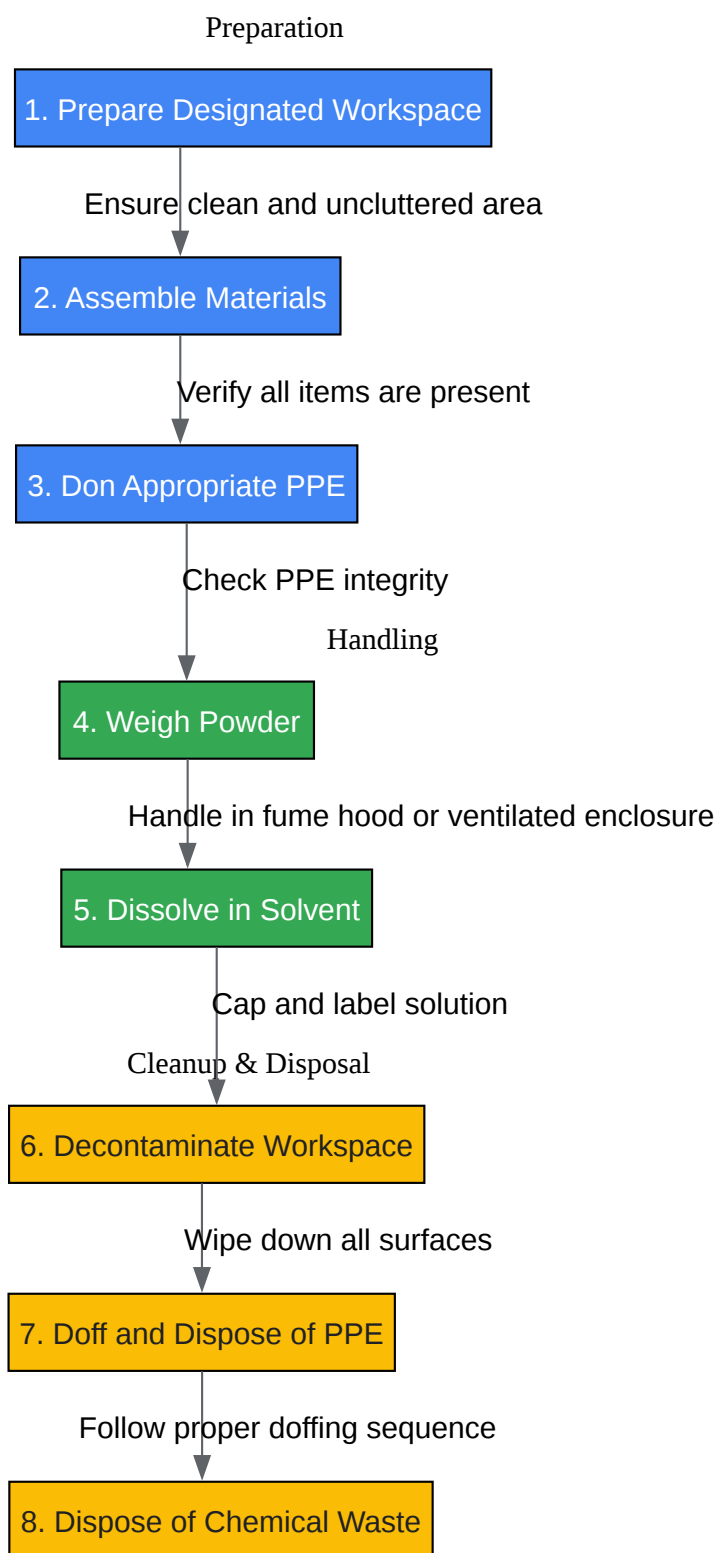 Preparation
1. Prepare Designated Workspace
Ensure clean and uncluttered area
2. Assemble Materials
Verify all items are present
3. Don Appropriate PPE
Check PPE integrity
Handling
4. Weigh Powder
Handle in fume hood or ventilated enclosure
5. Dissolve in Solvent
Cap and label solution
Cleanup & Disposal
6. Decontaminate Workspace
Wipe down all surfaces
7. Doff and Dispose of PPE
Follow proper doffing sequence
8. Dispose of Chemical Waste